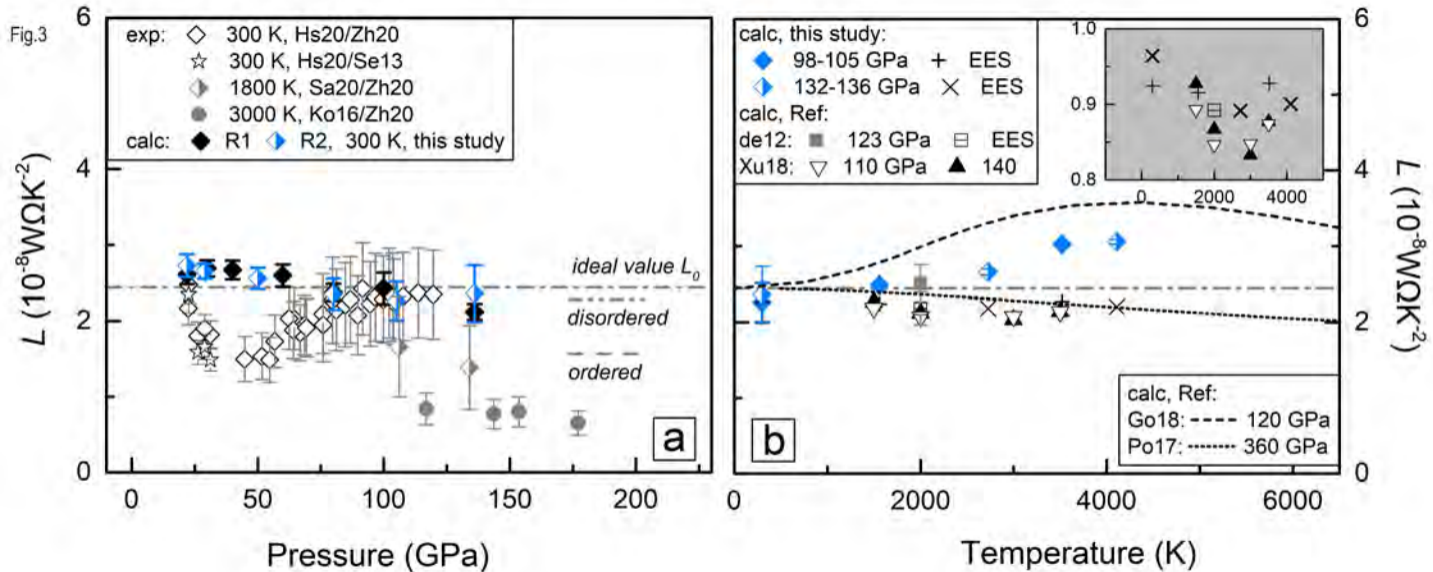 Fig.3
6
4
2
0
L (10⁻⁸WΩK⁻²)
exp: 300 K, Hs20/Zh20
300 K, Hs20/Se13
1800 K, Sa20/Zh20
3000 K, Ko16/Zh20
calc: R1 R2, 300 K, this study
ideal value L₀
disordered
ordered
a
0 50 100 150 200
Pressure (GPa)
calc, this study:
98-105 GPa + EES
132-136 GPa × EES
calc, Ref:
de12: 123 GPa EES
Xu18: 110 GPa 140
1.0
0.9
0.8
0 2000 4000
calc, Ref:
Go18: 120 GPa
Po17: 360 GPa
b
0 2000 4000 6000
Temperature (K)
6
4
2
0
L (10⁻⁸WΩK⁻²)